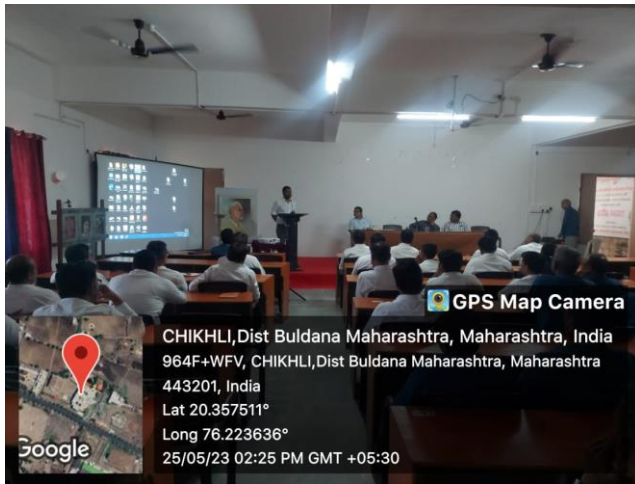 GPS Map Camera
CHIKHLI,Dist Buldana Maharashtra, Maharashtra, India
964F+WFV, CHIKHLI,Dist Buldana Maharashtra, Maharashtra
443201, India
Lat 20.357511°
Long 76.223636°
25/05/23 02:25 PM GMT +05:30
Google